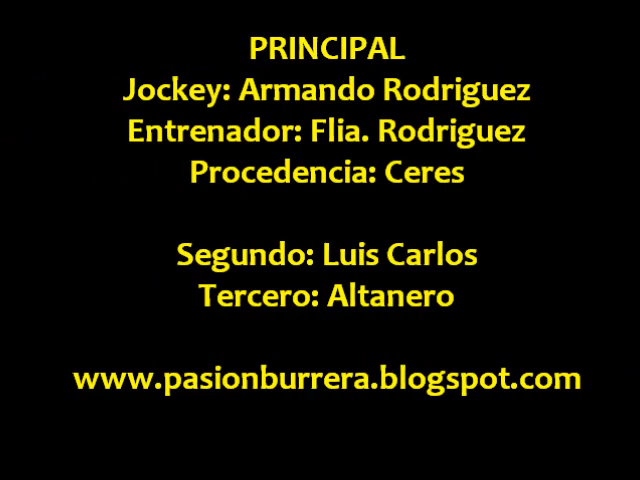 PRINCIPAL
Jockey: Armando Rodriguez
Entrenador: Flia. Rodriguez
Procedencia: Ceres
Segundo: Luis Carlos
Tercero: Altanero
www.pasionburrera.blogspot.com